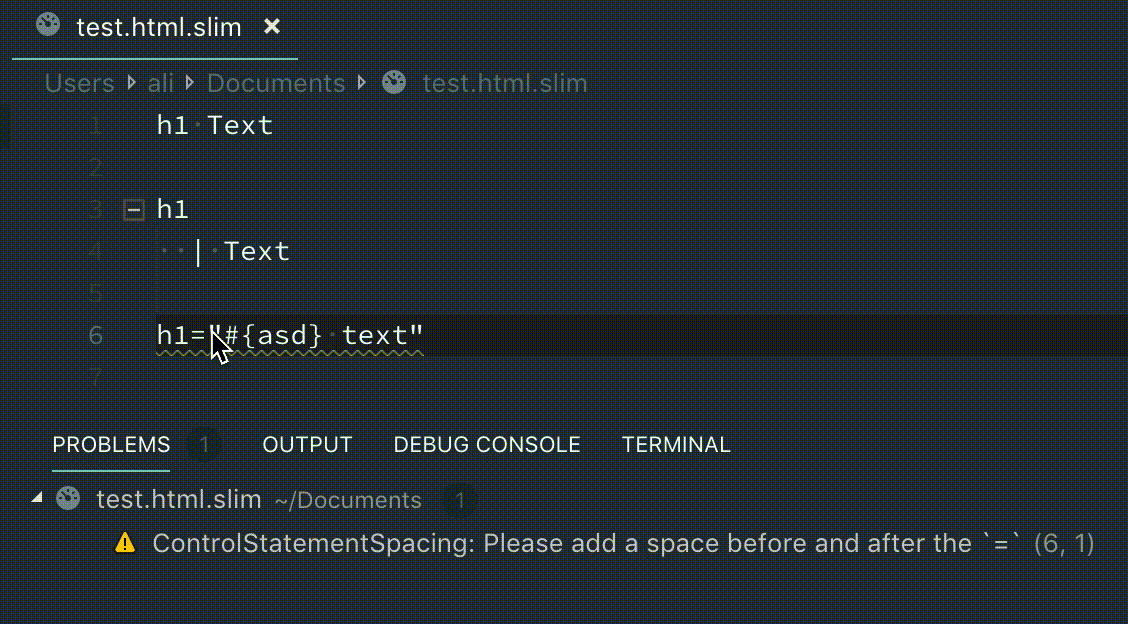 test.html.slim ×
Users ali Documents test.html.slim
1 h1·Text
2
3 h1
4 ··|·Text
5
6 h1="#{asd}·text"
7
PROBLEMS 1 OUTPUT DEBUG CONSOLE TERMINAL
test.html.slim ~/Documents 1
ControlStatementSpacing: Please add a space before and after the `=` (6, 1)